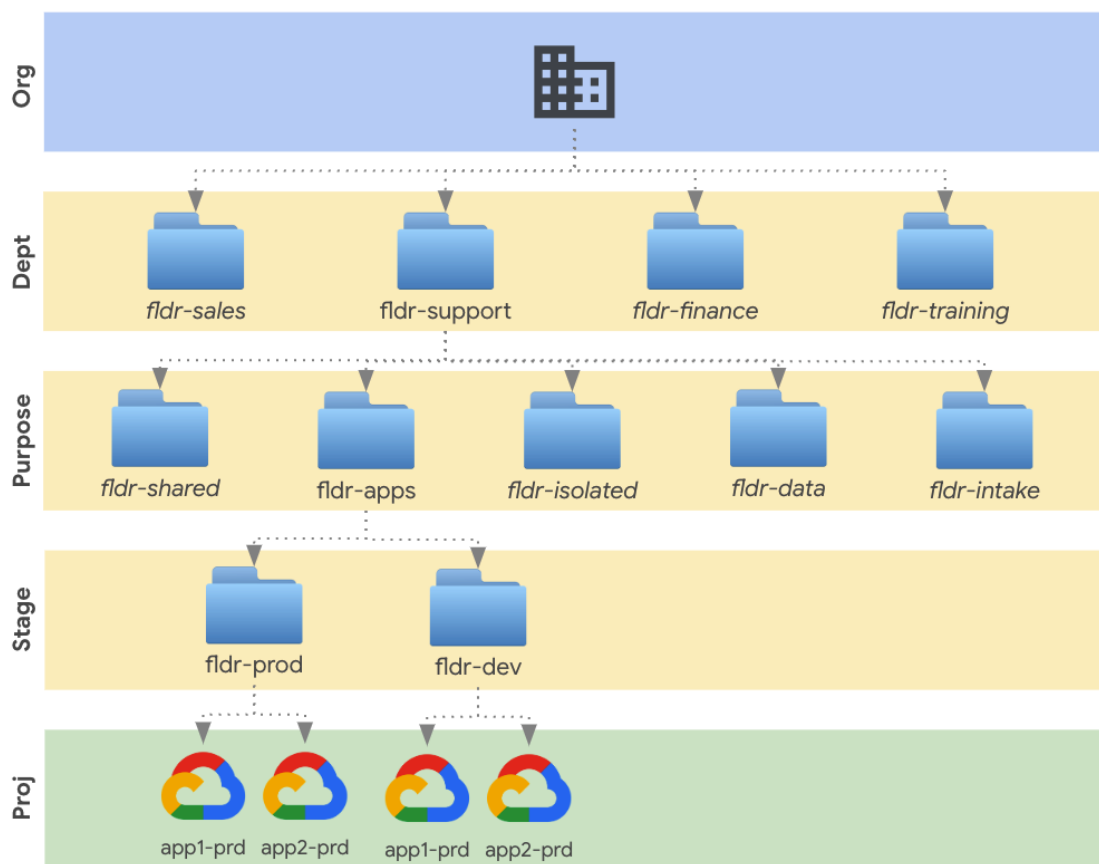 Org
Dept
fldr-sales
fldr-support
fldr-finance
fldr-training
Purpose
fldr-shared
fldr-apps
fldr-isolated
fldr-data
fldr-intake
Stage
fldr-prod
fldr-dev
Proj
app1-prd
app2-prd
app1-prd
app2-prd